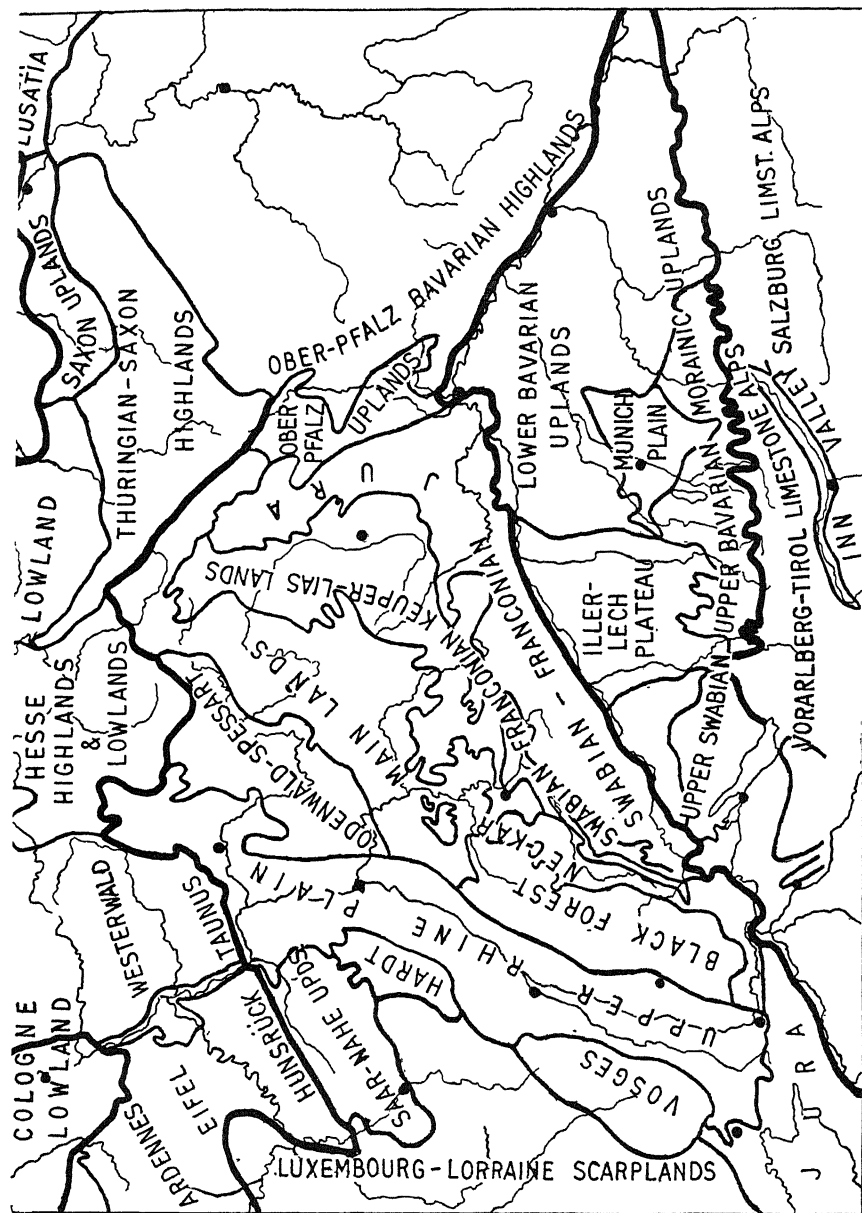 COLOGNE
LOWLAND
WESTERWALD
HESSE
HIGHLANDS
&
LOWLANDS
LOWLAND
THURINGIAN-SAXON
HIGHLANDS
SAXON UPLANDS
LUSATIA
ARDENNES
EIFEL
HUNSRÜCK
TAUNUS
SAAR-NAHE UPDS
HARDT
LUXEMBOURG-LORRAINE SCARPLANDS
VOSGES
UPPER RHINE PLAIN
ODENWALD-SPESSART
MAIN LANDS
BLACK FOREST
NECKAR
SWABIAN-FRANCONIAN KEUPER-LIAS LANDS
SWABIAN-FRANCONIAN
JURA
OBER
PFALZ
UPLANDS
OBER-PFALZ BAVARIAN HIGHLANDS
LOWER BAVARIAN
UPLANDS
MUNICH
PLAIN
ILLER-
LECH
PLATEAU
UPPER SWABIAN-UPPER BAVARIAN MORAINIC UPLANDS
VORARLBERG-TIROL LIMESTONE ALPS
SALZBURG LIMST. ALPS
INN VALLEY
JURA